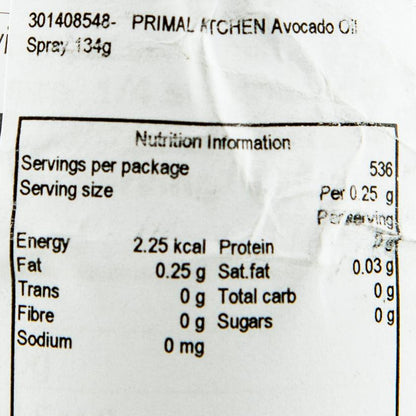 301408548- PRIMAL KITCHEN Avocado Oil
Spray 134g
Nutrition Information
Servings per package 536
Serving size Per 0.25 g
Per serving
Energy 2.25 kcal Protein 0 g
Fat 0.25 g Sat.fat 0.03 g
Trans 0 g Total carb 0 g
Fibre 0 g Sugars 0 g
Sodium 0 mg